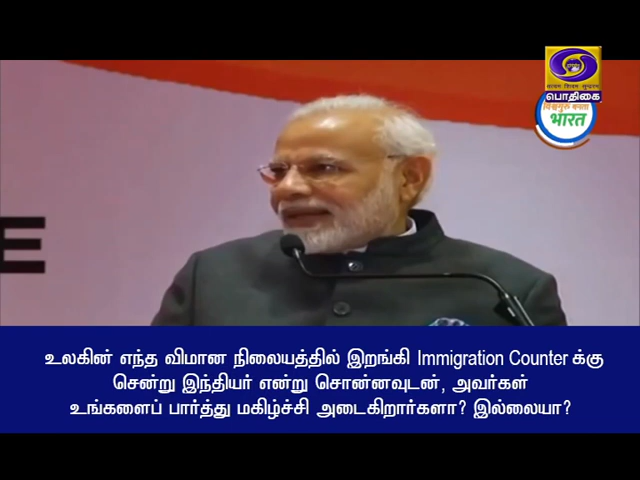 பொதிகை
भारत
E
உலகின் எந்த விமான நிலையத்தில் இறங்கி Immigration Counter க்கு
சென்று இந்தியர் என்று சொன்னவுடன், அவர்கள்
உங்களைப் பார்த்து மகிழ்ச்சி அடைகிறார்களா? இல்லையா?